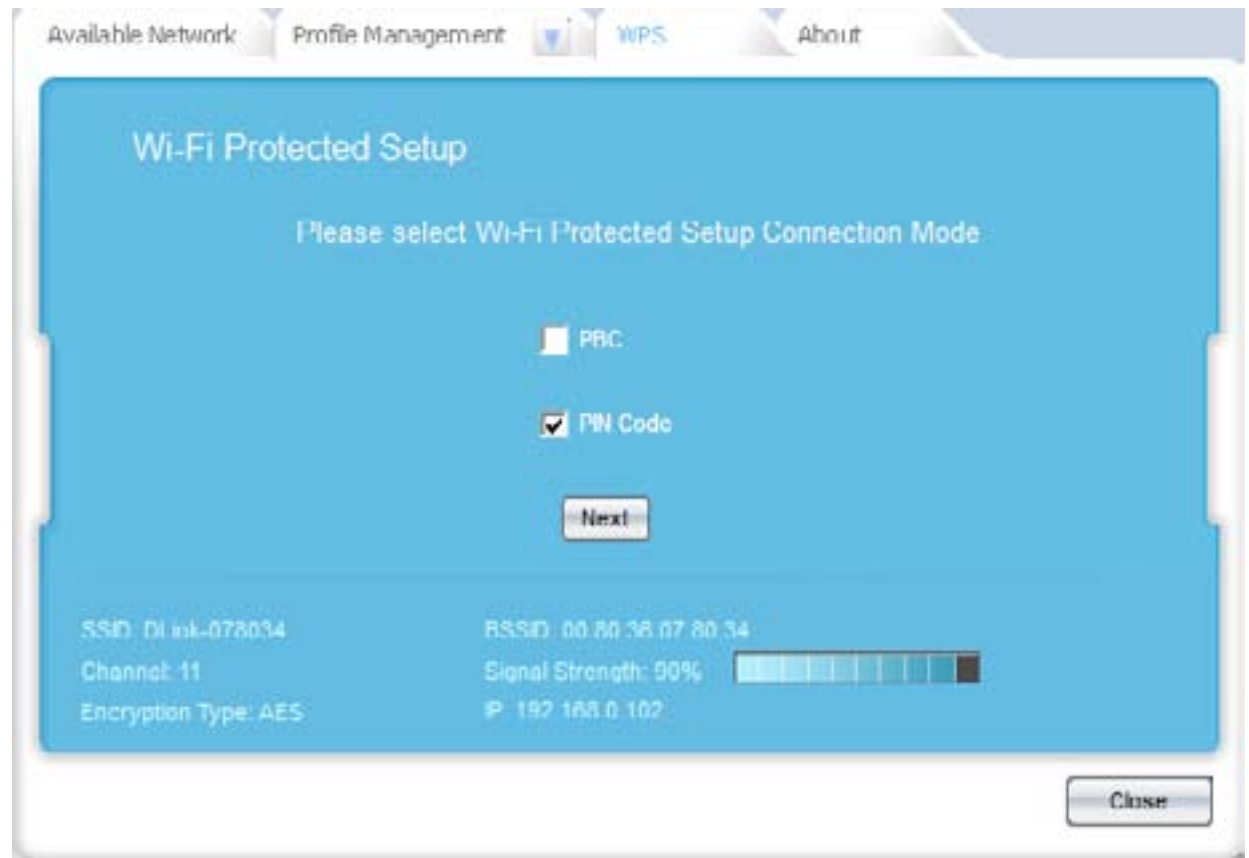 Available Network Profile Management WPS About
Wi-Fi Protected Setup
Please select Wi-Fi Protected Setup Connection Mode
PBC
PIN Code
Next
SSID: DLink-078034 BSSID: 00 80 36 07 80 34
Channel: 11 Signal Strength: 90%
Encryption Type: AES IP: 192.168.0.102
Close